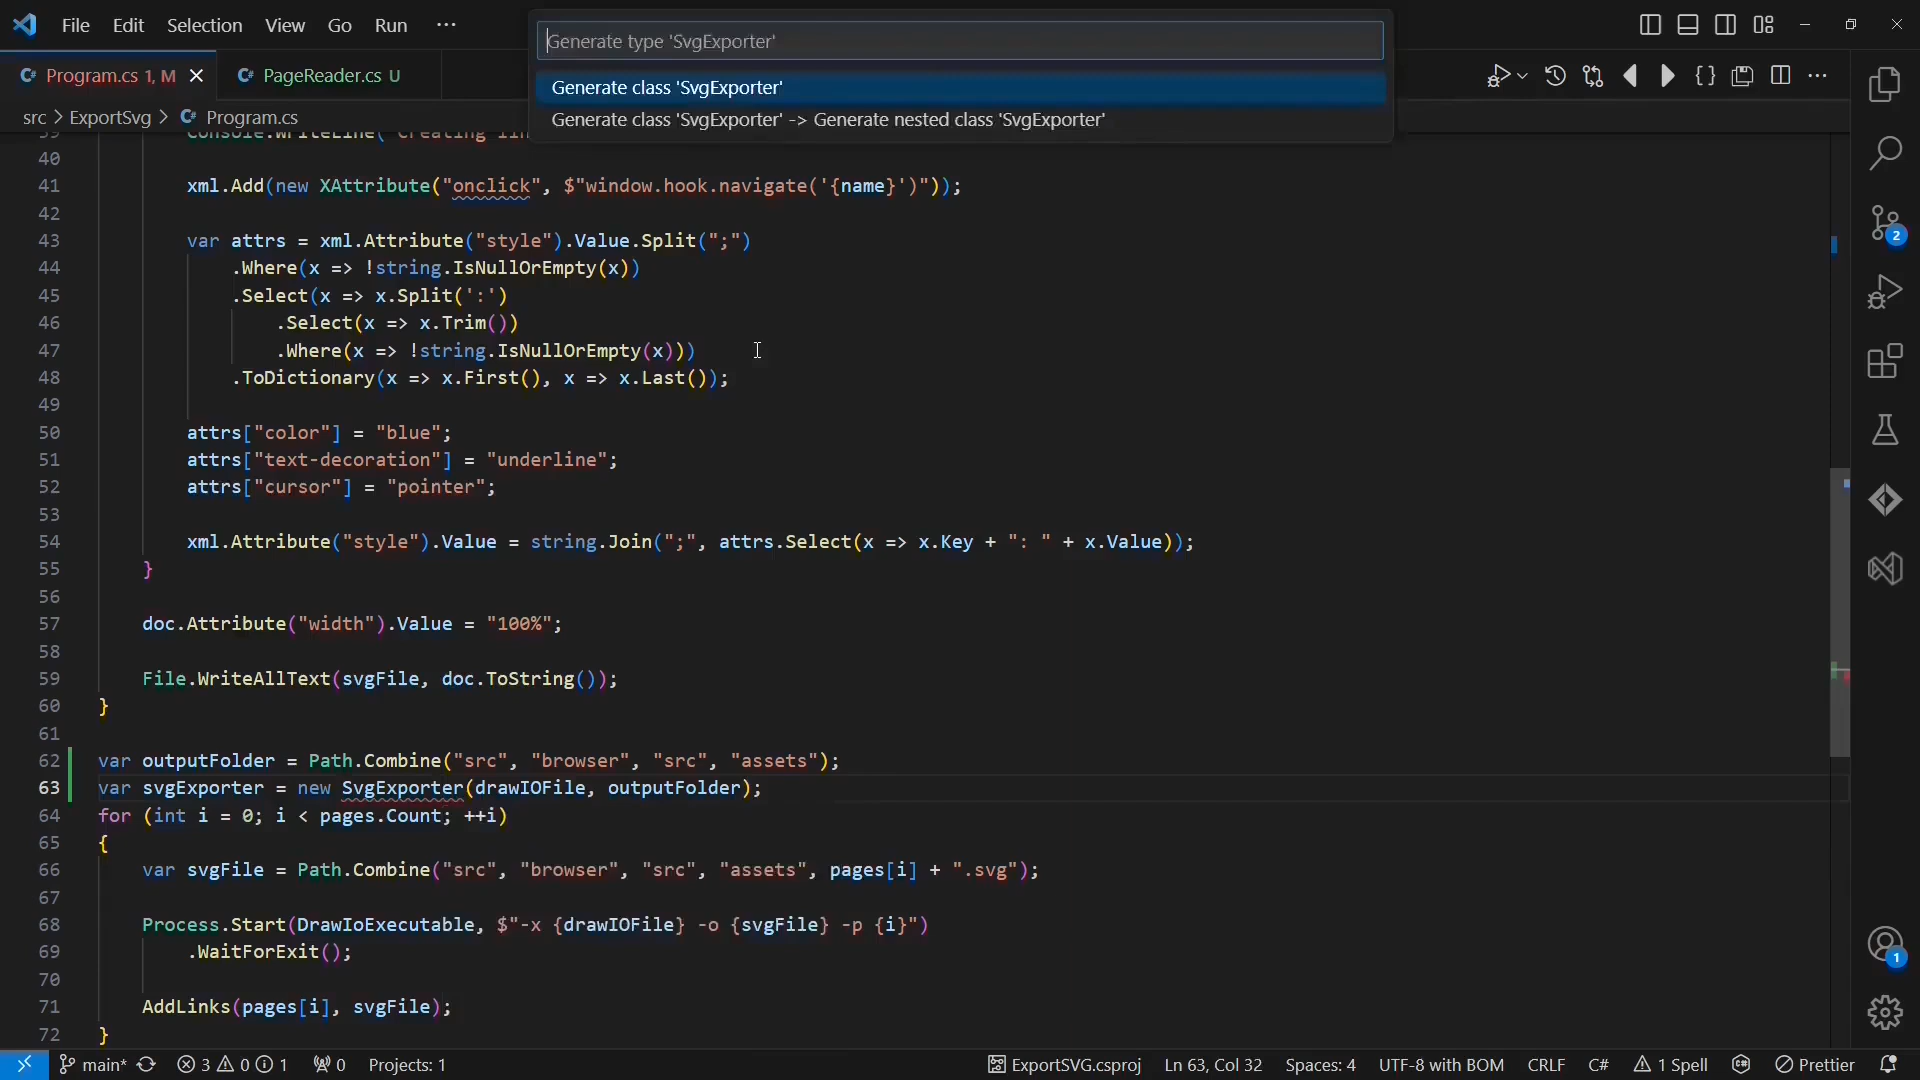 File Edit Selection View Go Run ···
Generate type 'SvgExporter'
Generate class 'SvgExporter'
Generate class 'SvgExporter' -> Generate nested class 'SvgExporter'
Program.cs 1, M
PageReader.cs U
src > ExportSvg > Program.cs
40
41 xml.Add(new XAttribute("onclick", $"window.hook.navigate('{name}')"));
42
43 var attrs = xml.Attribute("style").Value.Split(";")
44 .Where(x => !string.IsNullOrEmpty(x))
45 .Select(x => x.Split(':')
46 .Select(x => x.Trim())
47 .Where(x => !string.IsNullOrEmpty(x)))
48 .ToDictionary(x => x.First(), x => x.Last());
49
50 attrs["color"] = "blue";
51 attrs["text-decoration"] = "underline";
52 attrs["cursor"] = "pointer";
53
54 xml.Attribute("style").Value = string.Join(";", attrs.Select(x => x.Key + ": " + x.Value));
55 }
56
57 doc.Attribute("width").Value = "100%";
58
59 File.WriteAllText(svgFile, doc.ToString());
60 }
61
62 var outputFolder = Path.Combine("src", "browser", "src", "assets");
63 var svgExporter = new SvgExporter(drawIOFile, outputFolder);
64 for (int i = 0; i < pages.Count; ++i)
65 {
66 var svgFile = Path.Combine("src", "browser", "src", "assets", pages[i] + ".svg");
67
68 Process.Start(DrawIoExecutable, $"-x {drawIOFile} -o {svgFile} -p {i}")
69 .WaitForExit();
70
71 AddLinks(pages[i], svgFile);
72 }
2
1
main* 3 0 1 0 Projects: 1 ExportSVG.csproj Ln 63, Col 32 Spaces: 4 UTF-8 with BOM CRLF C# 1 Spell Prettier